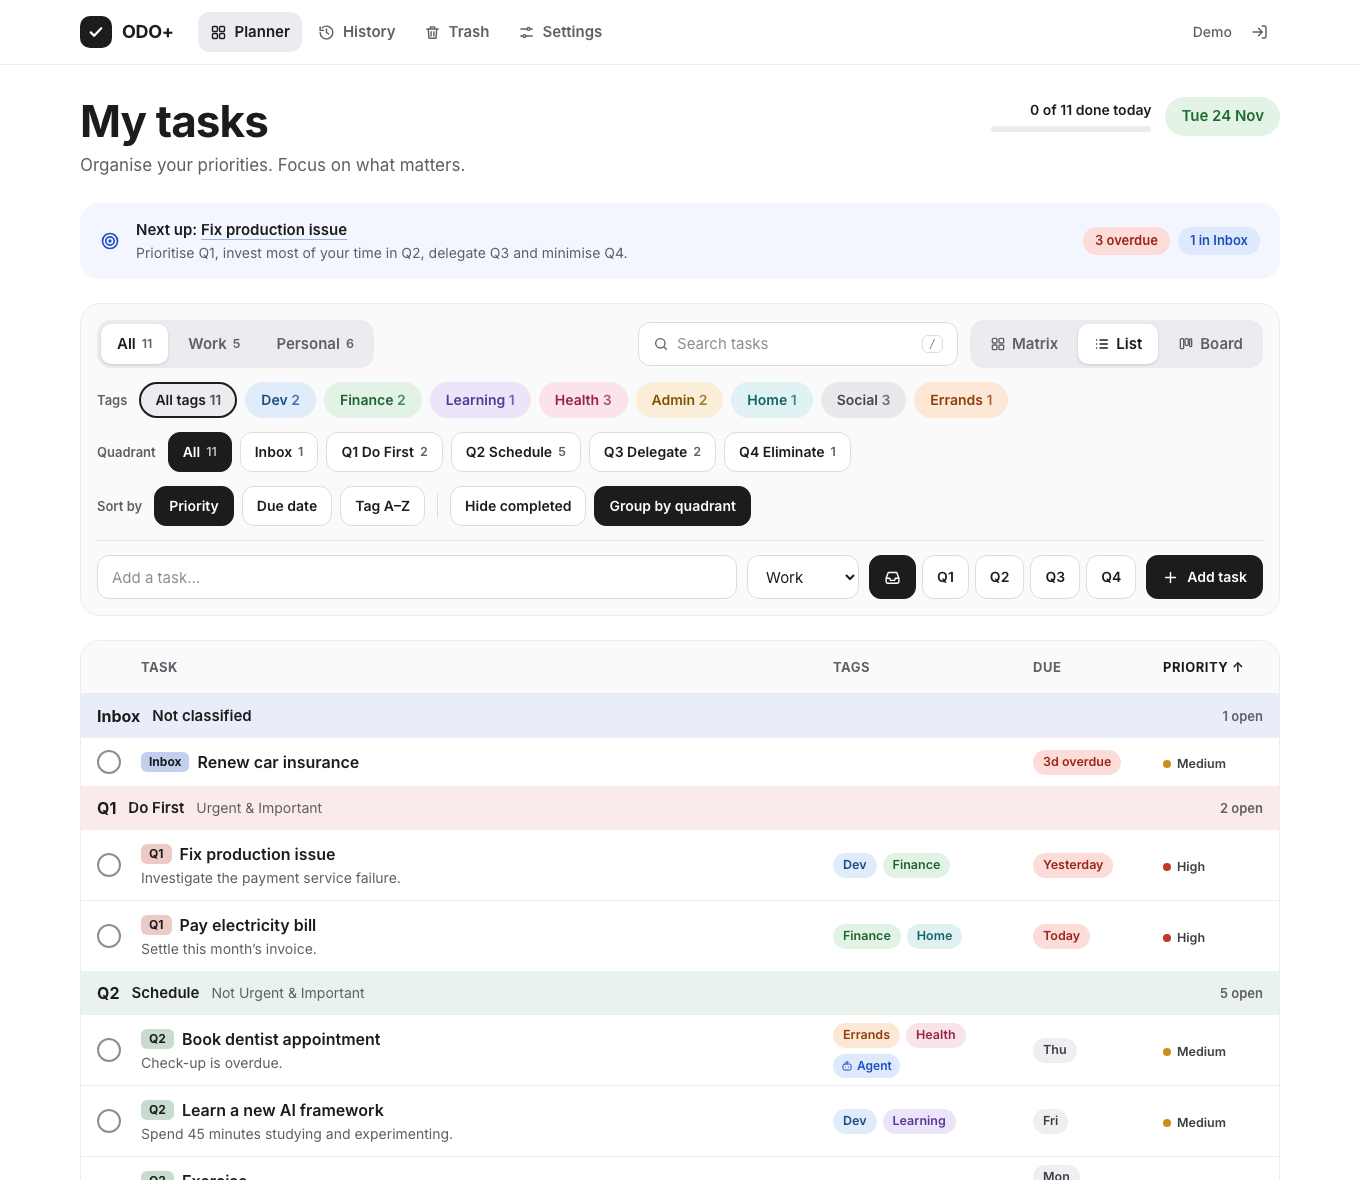 ODO+ Planner History Trash Settings Demo
My tasks
0 of 11 done today
Tue 24 Nov
Organise your priorities. Focus on what matters.
Next up: Fix production issue
Prioritise Q1, invest most of your time in Q2, delegate Q3 and minimise Q4.
3 overdue 1 in Inbox
All 11 Work 5 Personal 6 Search tasks / Matrix List Board
Tags All tags 11 Dev 2 Finance 2 Learning 1 Health 3 Admin 2 Home 1 Social 3 Errands 1
Quadrant All 11 Inbox 1 Q1 Do First 2 Q2 Schedule 5 Q3 Delegate 2 Q4 Eliminate 1
Sort by Priority Due date Tag A–Z Hide completed Group by quadrant
Add a task... Work Q1 Q2 Q3 Q4 Add task
TASK TAGS DUE PRIORITY ↑
Inbox Not classified 1 open
Inbox Renew car insurance 3d overdue Medium
Q1 Do First Urgent & Important 2 open
Q1 Fix production issue Dev Finance Yesterday High
Investigate the payment service failure.
Q1 Pay electricity bill Finance Home Today High
Settle this month’s invoice.
Q2 Schedule Not Urgent & Important 5 open
Q2 Book dentist appointment Errands Health Thu Medium
Check-up is overdue. Agent
Q2 Learn a new AI framework Dev Learning Fri Medium
Spend 45 minutes studying and experimenting.
Q2 Exercise Mon